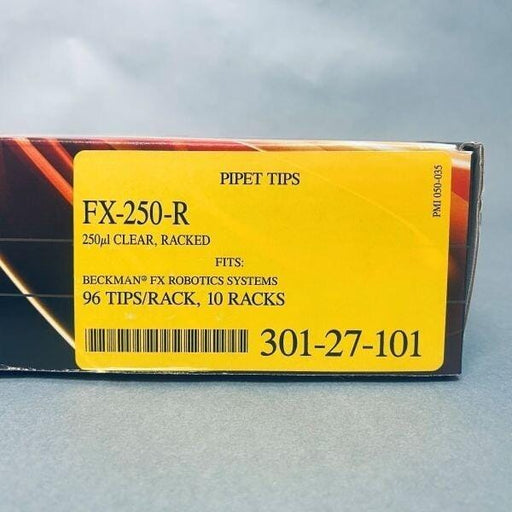 PIPET TIPS
FX-250-R
250µl CLEAR, RACKED
FITS:
BECKMAN® FX ROBOTICS SYSTEMS
96 TIPS/RACK, 10 RACKS
301-27-101
PMI 050-035